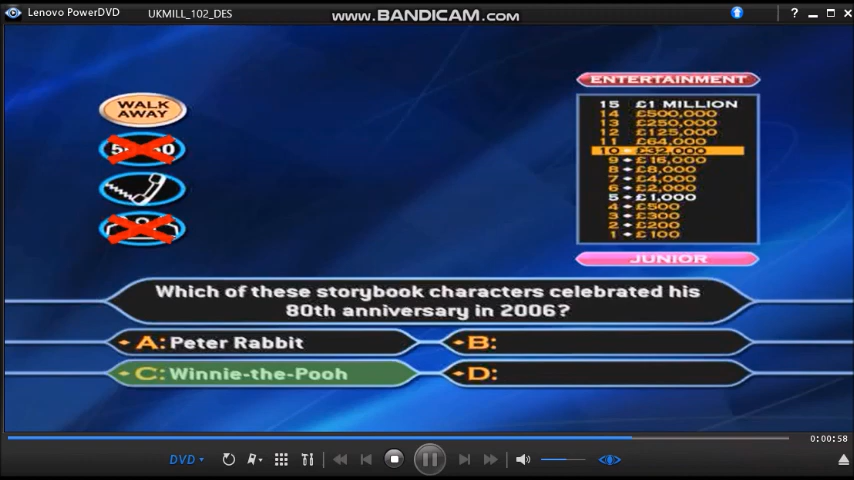 Lenovo PowerDVD
UKMILL_102_DES
www.BANDICAM.com
?
WALK AWAY
50:50
ENTERTAINMENT
15 £1 MILLION
14 £500,000
13 £250,000
12 £125,000
11 £64,000
10 £32,000
9 £16,000
8 £8,000
7 £4,000
6 £2,000
5 £1,000
4 £500
3 £300
2 £200
1 £100
JUNIOR
Which of these storybook characters celebrated his
80th anniversary in 2006?
A: Peter Rabbit
B:
C: Winnie-the-Pooh
D:
0:00:58
DVD